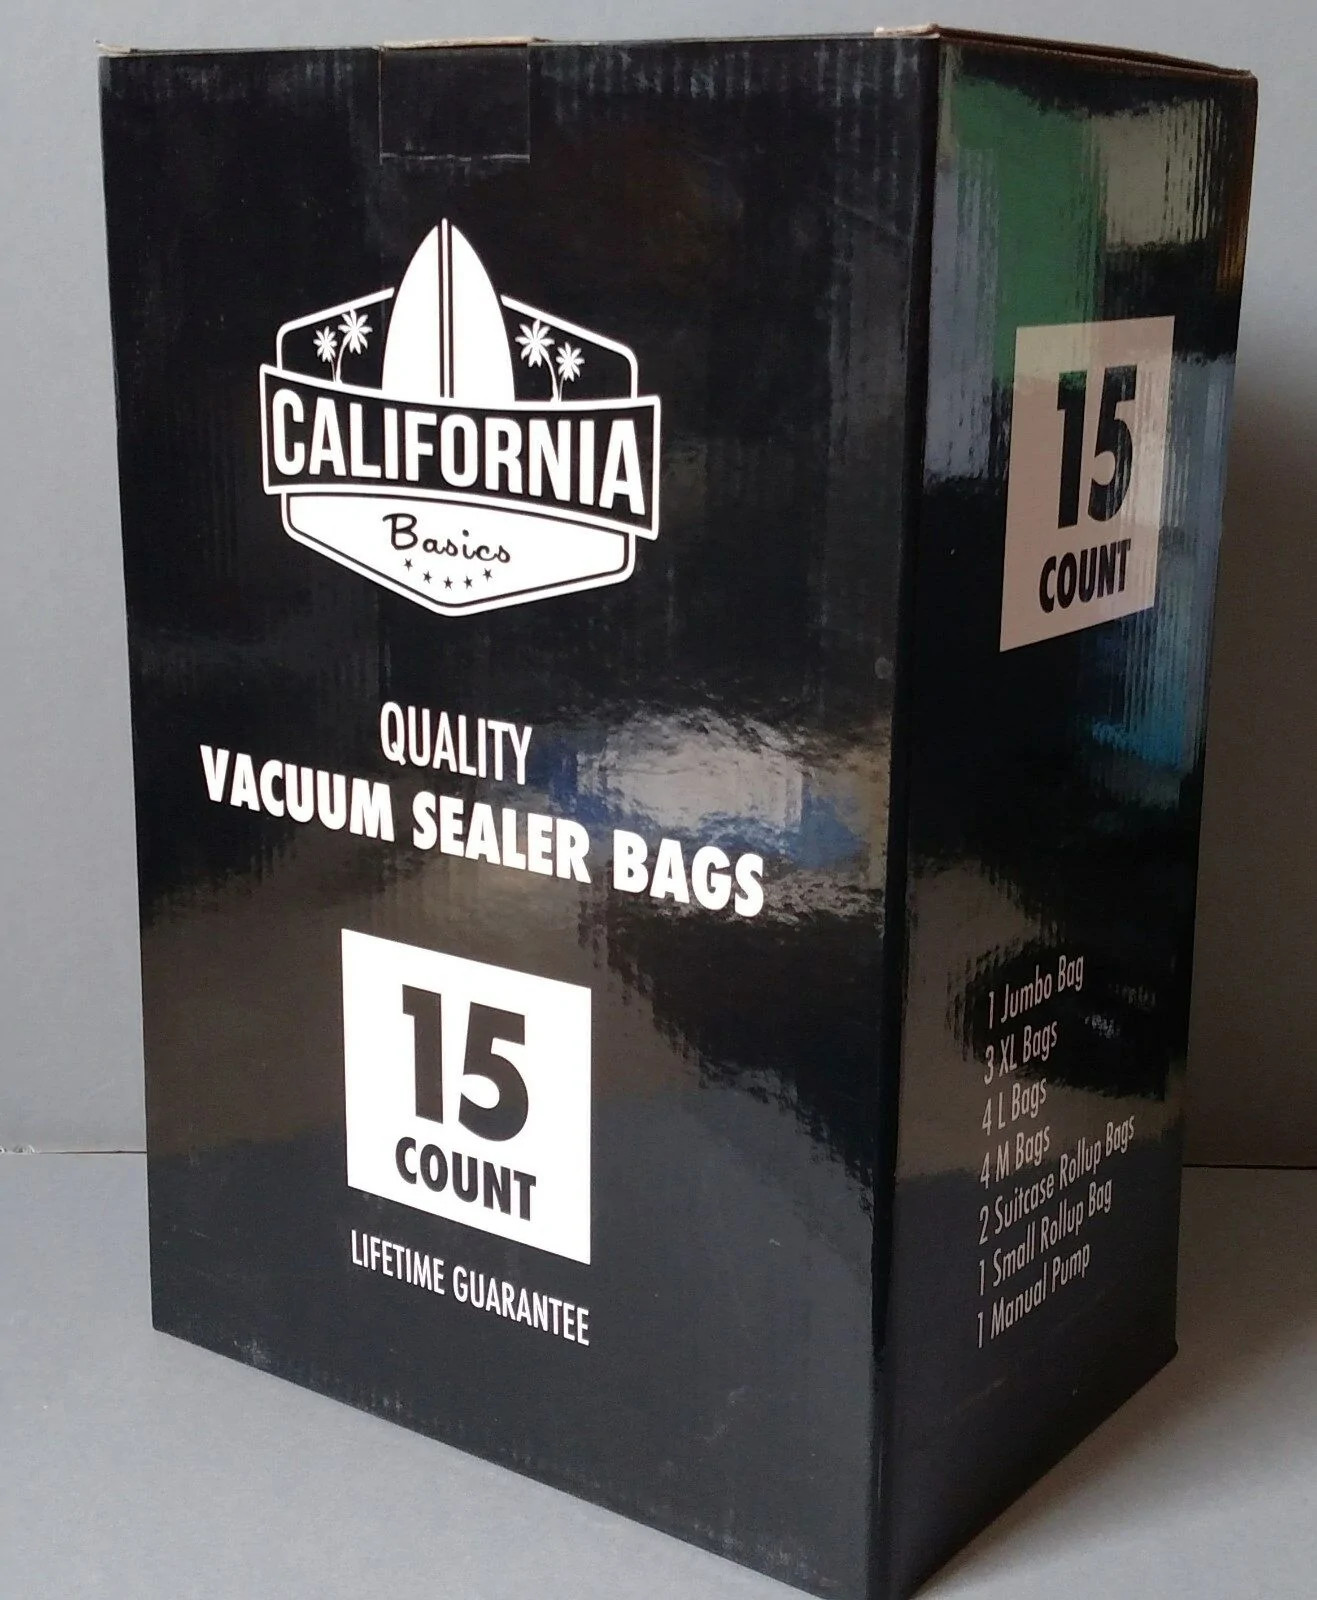 CALIFORNIA
Basics
QUALITY
VACUUM SEALER BAGS
15
COUNT
LIFETIME GUARANTEE
15
COUNT
1 Jumbo Bag
3 XL Bags
4 L Bags
4 M Bags
2 Suitcase Rollup Bags
1 Small Rollup Bag
1 Manual Pump